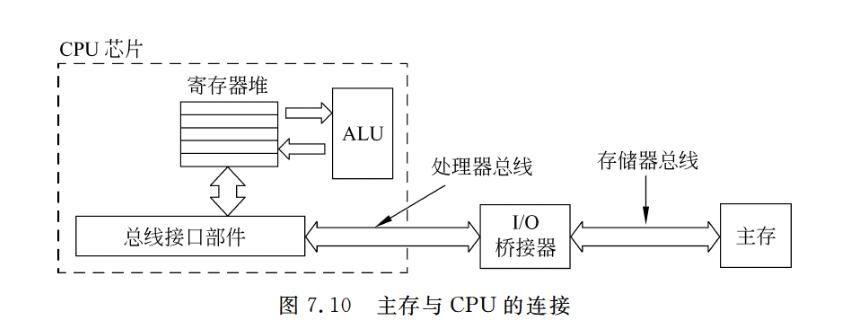 CPU 芯片
寄存器堆
ALU
处理器总线
存储器总线
总线接口部件
I/O
桥接器
主存
图 7.10 主存与 CPU 的连接